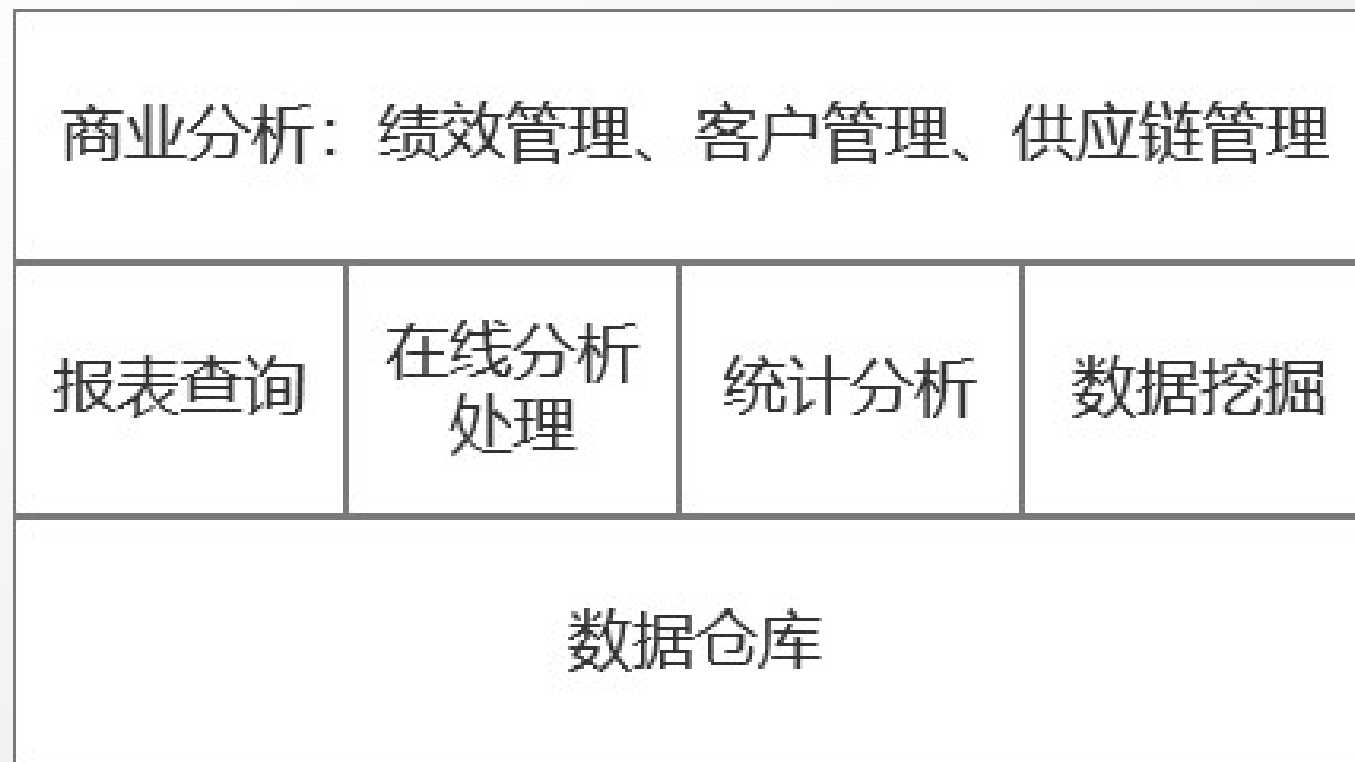 商业分析：绩效管理、客户管理、供应链管理
报表查询
在线分析
处理
统计分析
数据挖掘
数据仓库